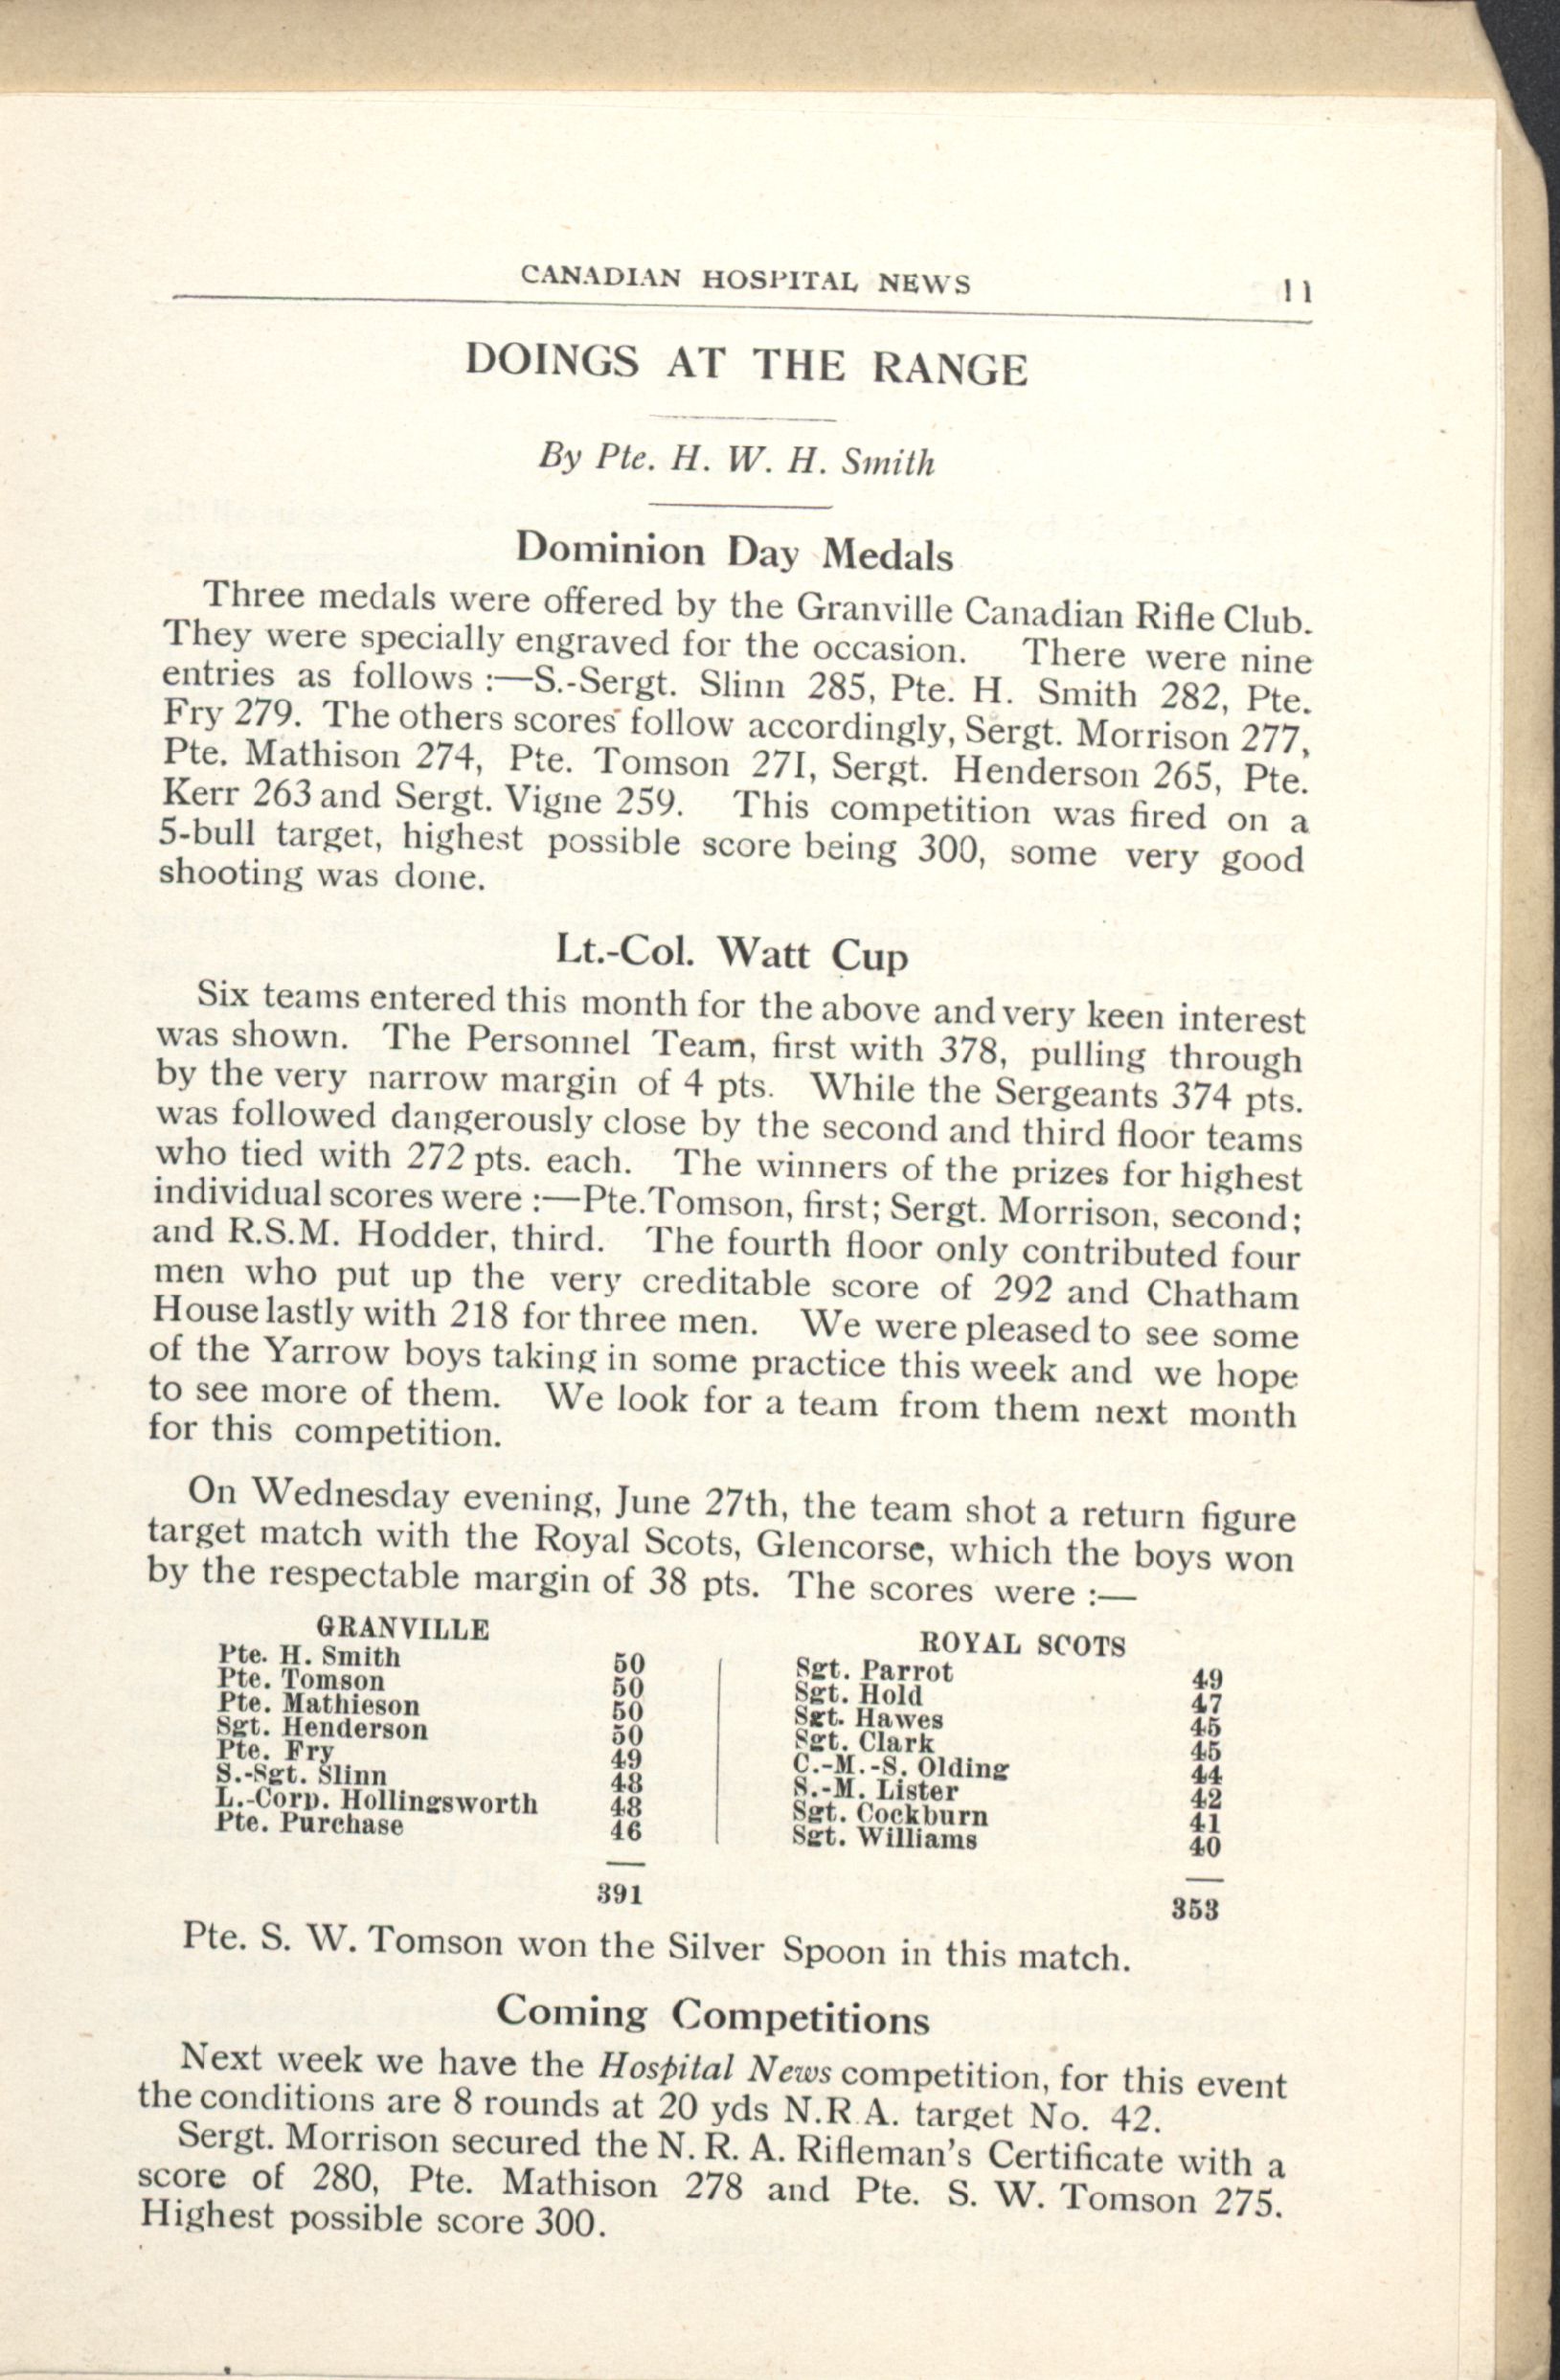 CANADIAN HOSPITAL NEWS 11
DOINGS AT THE RANGE
By Pte. H. W. H. Smith
Dominion Day Medals
Three medals were offered by the Granville Canadian Rifle Club.
They were specially engraved for the occasion. There were nine
entries as follows :—S.-Sergt. Slinn 285, Pte. H. Smith 282, Pte.
Fry 279. The others scores follow accordingly, Sergt. Morrison 277,
Pte. Mathison 274, Pte. Tomson 27I, Sergt. Henderson 265, Pte.
Kerr 263 and Sergt. Vigne 259. This competition was fired on a
5-bull target, highest possible score being 300, some very good
shooting was done.
Lt.-Col. Watt Cup
Six teams entered this month for the above and very keen interest
was shown. The Personnel Team, first with 378, pulling through
by the very narrow margin of 4 pts. While the Sergeants 374 pts.
was followed dangerously close by the second and third floor teams
who tied with 272 pts. each. The winners of the prizes for highest
individual scores were :—Pte. Tomson, first; Sergt. Morrison, second;
and R.S.M. Hodder, third. The fourth floor only contributed four
men who put up the very creditable score of 292 and Chatham
House lastly with 218 for three men. We were pleased to see some
of the Yarrow boys taking in some practice this week and we hope
to see more of them. We look for a team from them next month
for this competition.
On Wednesday evening, June 27th, the team shot a return figure
target match with the Royal Scots, Glencorse, which the boys won
by the respectable margin of 38 pts. The scores were :—
GRANVILLE
Pte. H. Smith 50
Pte. Tomson 50
Pte. Mathieson 50
Sgt. Henderson 50
Pte. Fry 49
S.-Sgt. Slinn 48
L.-Corp. Hollingsworth 48
Pte. Purchase 46
391
ROYAL SCOTS
Sgt. Parrot 49
Sgt. Hold 47
Sgt. Hawes 45
Sgt. Clark 45
C.-M.-S. Olding 44
S.-M. Lister 42
Sgt. Cockburn 41
Sgt. Williams 40
353
Pte. S. W. Tomson won the Silver Spoon in this match.
Coming Competitions
Next week we have the Hospital News competition, for this event
the conditions are 8 rounds at 20 yds N.R.A. target No. 42.
Sergt. Morrison secured the N. R. A. Rifleman's Certificate with a
score of 280, Pte. Mathison 278 and Pte. S. W. Tomson 275.
Highest possible score 300.